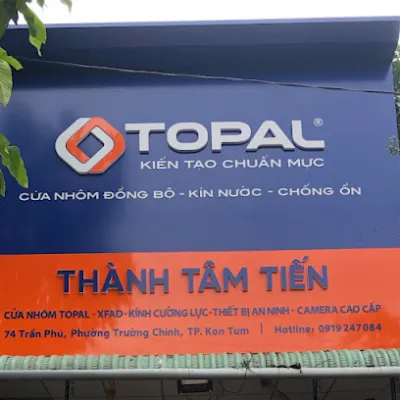 TOPAL®
KIẾN TẠO CHUẨN MỰC
CỬA NHÔM ĐỒNG BỘ - KÍN NƯỚC - CHỐNG ỒN
THÀNH TÂM TIẾN
CỬA NHÔM TOPAL - XFAD - KÍNH CƯỜNG LỰC - THIẾT BỊ AN NINH - CAMERA CAO CẤP
74 Trần Phú, Phường Trường Chinh, TP. Kon Tum | Hotline: 0919 247 084